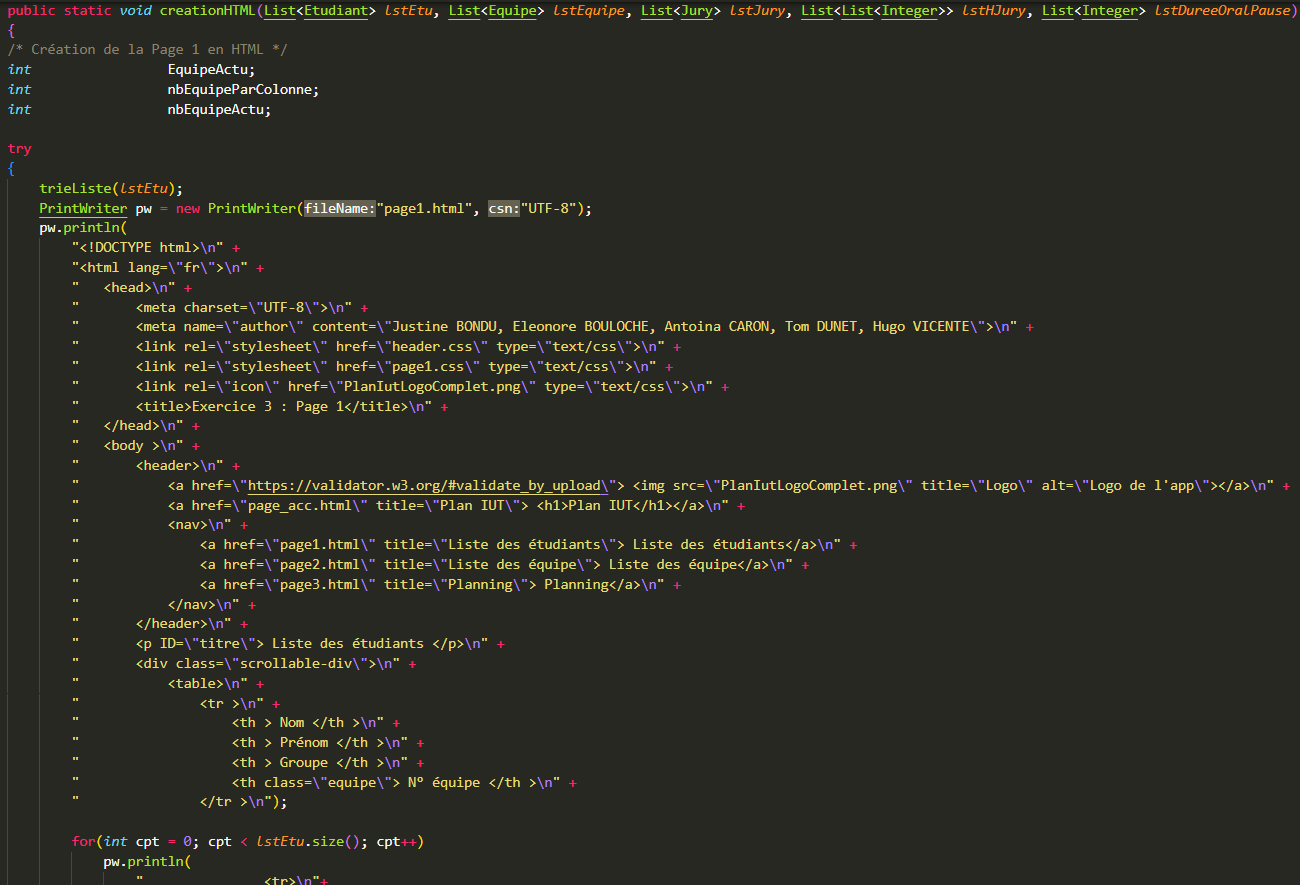 public static void creationHTML(List<Etudiant> lstEtu, List<Equipe> lstEquipe, List<Jury> lstJury, List<List<Integer>> lstHJury, List<Integer> lstDureeOralPause)
{
/* Création de la Page 1 en HTML */
int                 EquipeActu;
int                 nbEquipeParColonne;
int                 nbEquipeActu;

try
{
    trieListe(lstEtu);
    PrintWriter pw = new PrintWriter(fileName:"page1.html", csn:"UTF-8");
    pw.println(
        "<!DOCTYPE html>\n" +
        "<html lang=\"fr\">\n" +
        "   <head>\n" +
        "       <meta charset=\"UTF-8\">\n" +
        "       <meta name=\"author\" content=\"Justine BONDU, Eleonore BOULOCHE, Antoina CARON, Tom DUNET, Hugo VICENTE\">\n" +
        "       <link rel=\"stylesheet\" href=\"header.css\" type=\"text/css\">\n" +
        "       <link rel=\"stylesheet\" href=\"page1.css\" type=\"text/css\">\n" +
        "       <link rel=\"icon\" href=\"PlanIutLogoComplet.png\" type=\"text/css\">\n" +
        "       <title>Exercice 3 : Page 1</title>\n" +
        "   </head>\n" +
        "   <body >\n" +
        "       <header>\n" +
        "           <a href=\"https://validator.w3.org/#validate_by_upload\"> <img src=\"PlanIutLogoComplet.png\" title=\"Logo\" alt=\"Logo de l'app\"></a>\n" +
        "           <a href=\"page_acc.html\" title=\"Plan IUT\"> <h1>Plan IUT</h1></a>\n" +
        "           <nav>\n" +
        "               <a href=\"page1.html\" title=\"Liste des étudiants\"> Liste des étudiants</a>\n" +
        "               <a href=\"page2.html\" title=\"Liste des équipe\"> Liste des équipe</a>\n" +
        "               <a href=\"page3.html\" title=\"Planning\"> Planning</a>\n" +
        "           </nav>\n" +
        "       </header>\n" +
        "       <p ID=\"titre\"> Liste des étudiants </p>\n" +
        "       <div class=\"scrollable-div\">\n" +
        "           <table>\n" +
        "               <tr >\n" +
        "                   <th > Nom </th >\n" +
        "                   <th > Prénom </th >\n" +
        "                   <th > Groupe </th >\n" +
        "                   <th class=\"equipe\"> N° équipe </th >\n" +
        "               </tr >\n");

        for(int cpt = 0; cpt < lstEtu.size(); cpt++)
            pw.println(
                "               <tr>\n"+